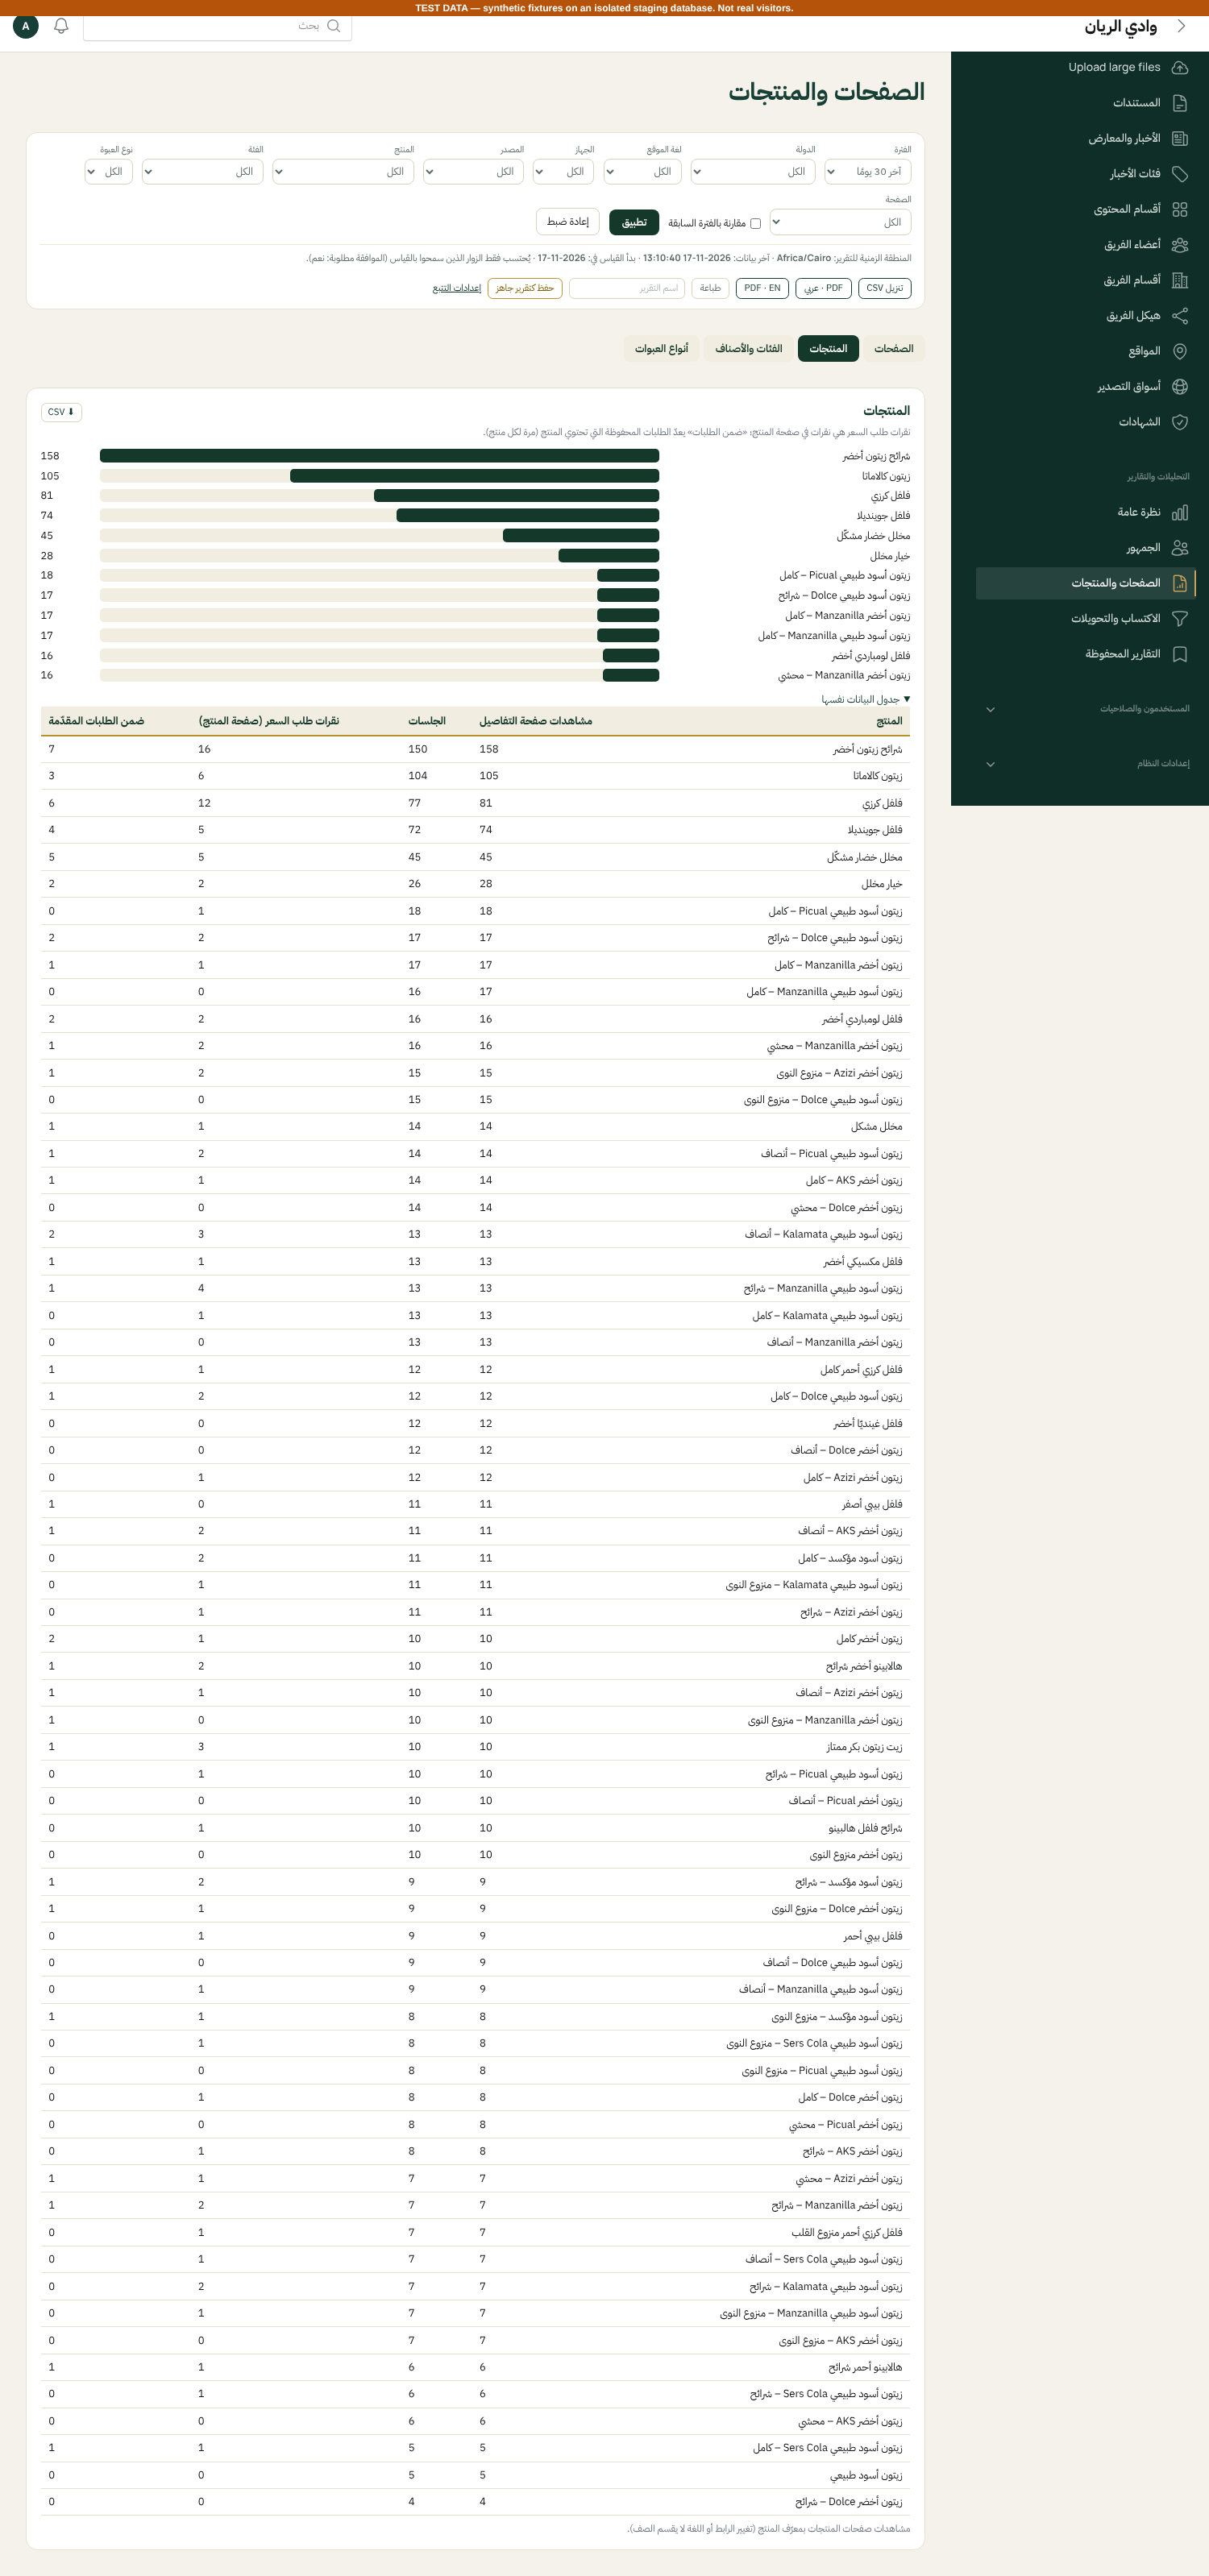 TEST DATA — synthetic fixtures on an isolated staging database. Not real visitors.
وادي الريان
بحث
A
Upload large files
المستندات
الأخبار والمعارض
فئات الأخبار
أقسام المحتوى
أعضاء الفريق
أقسام الفريق
هيكل الفريق
المواقع
أسواق التصدير
الشهادات
التحليلات والتقارير
نظرة عامة
الجمهور
الصفحات والمنتجات
الاكتساب والتحويلات
التقارير المحفوظة
المستخدمون والصلاحيات
إعدادات النظام
الصفحات والمنتجات
الفترة الدولة لغة الموقع الجهاز المصدر المنتج الفئة نوع العبوة
آخر 30 يومًا الكل الكل الكل الكل الكل الكل الكل
الصفحة
الكل مقارنة بالفترة السابقة تطبيق إعادة ضبط
المنطقة الزمنية للتقرير: Africa/Cairo · آخر بيانات: 2026-11-17 13:10:40 · بدأ القياس في: 2026-11-17 · يُحتسب فقط الزوار الذين سمحوا بالقياس (الموافقة مطلوبة: نعم).
تنزيل CSV PDF · عربي PDF · EN طباعة اسم التقرير حفظ كتقرير جاهز إعدادات التتبع
الصفحات المنتجات الفئات والأصناف أنواع العبوات
المنتجات
⬇ CSV
نقرات طلب السعر هي نقرات في صفحة المنتج؛ «ضمن الطلبات» يعدّ الطلبات المحفوظة التي تحتوي المنتج (مرة لكل منتج).
شرائح زيتون أخضر 158
زيتون كالاماتا 105
فلفل كرزي 81
فلفل جوينديلا 74
مخلل خضار مشكّل 45
خيار مخلل 28
زيتون أسود طبيعي Picual – كامل 18
زيتون أسود طبيعي Dolce – شرائح 17
زيتون أخضر Manzanilla – كامل 17
زيتون أسود طبيعي Manzanilla – كامل 17
فلفل لومباردي أخضر 16
زيتون أخضر Manzanilla – محشي 16
▼ جدول البيانات نفسها
المنتج مشاهدات صفحة التفاصيل الجلسات نقرات طلب السعر (صفحة المنتج) ضمن الطلبات المقدّمة
شرائح زيتون أخضر 158 150 16 7
زيتون كالاماتا 105 104 6 3
فلفل كرزي 81 77 12 6
فلفل جوينديلا 74 72 5 4
مخلل خضار مشكّل 45 45 5 5
خيار مخلل 28 26 2 2
زيتون أسود طبيعي Picual – كامل 18 18 1 0
زيتون أسود طبيعي Dolce – شرائح 17 17 2 2
زيتون أخضر Manzanilla – كامل 17 17 1 1
زيتون أسود طبيعي Manzanilla – كامل 17 16 0 0
فلفل لومباردي أخضر 16 16 2 2
زيتون أخضر Manzanilla – محشي 16 16 2 1
زيتون أخضر Azizi – منزوع النوى 15 15 2 1
زيتون أسود طبيعي Dolce – منزوع النوى 15 15 0 0
مخلل مشكل 14 14 1 1
زيتون أسود طبيعي Picual – أنصاف 14 14 2 1
زيتون أخضر AKS – كامل 14 14 1 1
زيتون أخضر Dolce – محشي 14 14 0 0
زيتون أسود طبيعي Kalamata – أنصاف 13 13 3 2
فلفل مكسيكي أخضر 13 13 1 1
زيتون أسود طبيعي Manzanilla – شرائح 13 13 4 1
زيتون أسود طبيعي Kalamata – كامل 13 13 1 0
زيتون أخضر Manzanilla – أنصاف 13 13 0 0
فلفل كرزي أحمر كامل 12 12 1 1
زيتون أسود طبيعي Dolce – كامل 12 12 2 1
فلفل غينديّا أخضر 12 12 0 0
زيتون أخضر Dolce – أنصاف 12 12 0 0
زيتون أخضر Azizi – كامل 12 12 1 0
فلفل بيبي أصفر 11 11 0 1
زيتون أخضر AKS – أنصاف 11 11 2 1
زيتون أسود مؤكسد – كامل 11 11 2 0
زيتون أسود طبيعي Kalamata – منزوع النوى 11 11 1 0
زيتون أخضر Azizi – شرائح 11 11 1 0
زيتون أخضر كامل 10 10 1 2
هالابينو أخضر شرائح 10 10 2 1
زيتون أخضر Azizi – أنصاف 10 10 1 1
زيتون أخضر Manzanilla – منزوع النوى 10 10 0 1
زيت زيتون بكر ممتاز 10 10 3 1
زيتون أسود طبيعي Picual – شرائح 10 10 1 0
زيتون أخضر Picual – أنصاف 10 10 0 0
شرائح فلفل هالبينو 10 10 1 0
زيتون أخضر منزوع النوى 10 10 0 0
زيتون أسود مؤكسد – شرائح 9 9 2 1
زيتون أخضر Dolce – منزوع النوى 9 9 1 1
فلفل بيبي أحمر 9 9 1 0
زيتون أسود طبيعي Dolce – أنصاف 9 9 0 0
زيتون أسود طبيعي Manzanilla – أنصاف 9 9 1 0
زيتون أسود مؤكسد – منزوع النوى 8 8 1 1
زيتون أسود طبيعي Sers Cola – منزوع النوى 8 8 1 0
زيتون أسود طبيعي Picual – منزوع النوى 8 8 0 0
زيتون أخضر Dolce – كامل 8 8 1 0
زيتون أخضر Picual – محشي 8 8 0 0
زيتون أخضر AKS – شرائح 8 8 1 0
زيتون أخضر Azizi – محشي 7 7 1 1
زيتون أخضر Manzanilla – شرائح 7 7 2 1
فلفل كرزي أحمر منزوع القلب 7 7 1 0
زيتون أسود طبيعي Sers Cola – أنصاف 7 7 1 0
زيتون أسود طبيعي Kalamata – شرائح 7 7 2 0
زيتون أسود طبيعي Manzanilla – منزوع النوى 7 7 1 0
زيتون أخضر AKS – منزوع النوى 7 7 0 0
هالابينو أحمر شرائح 6 6 1 1
زيتون أسود طبيعي Sers Cola – شرائح 6 6 1 0
زيتون أخضر AKS – محشي 6 6 0 0
زيتون أسود طبيعي Sers Cola – كامل 5 5 1 1
زيتون أسود طبيعي 5 5 0 0
زيتون أخضر Dolce – شرائح 4 4 0 0
مشاهدات صفحات المنتجات بمعرّف المنتج (تغيير الرابط أو اللغة لا يقسم الصف).